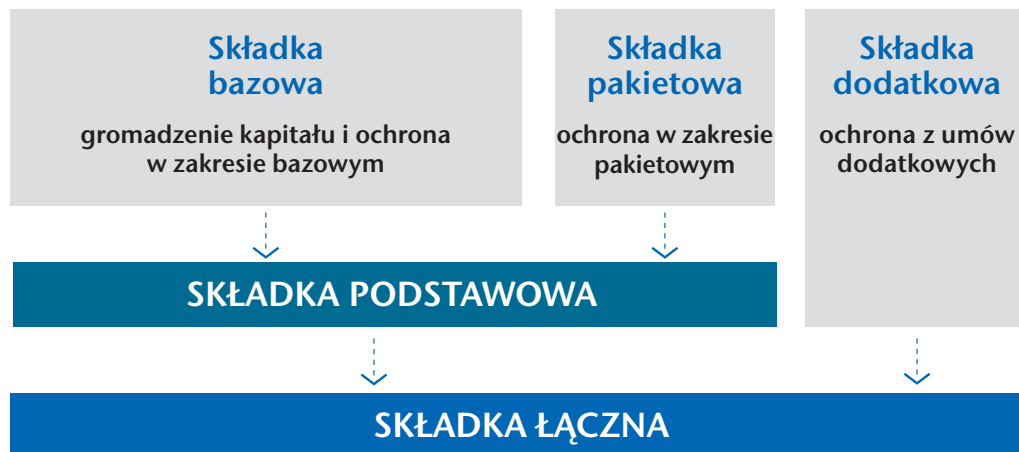 Składka
bazowa
gromadzenie kapitału i ochrona
w zakresie bazowym
Składka
pakietowa
ochrona w zakresie
pakietowym
Składka
dodatkowa
ochrona z umów
dodatkowych
SKŁADKA PODSTAWOWA
SKŁADKA ŁĄCZNA